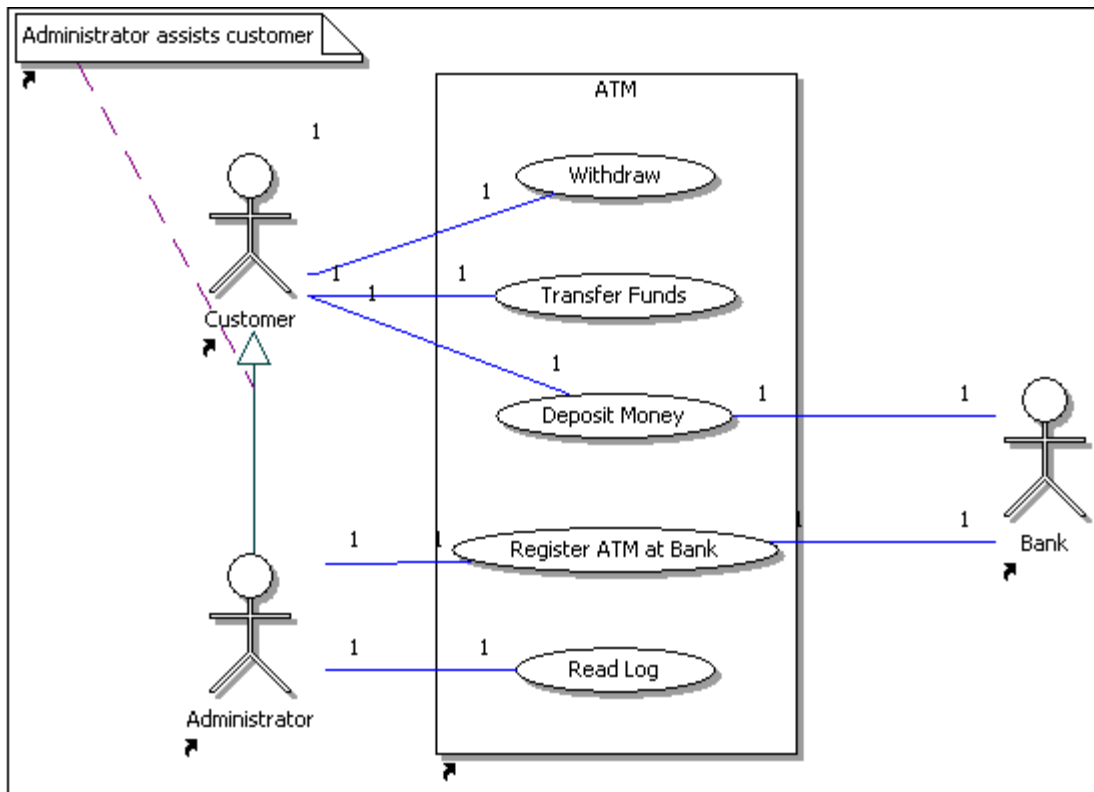 Administrator assists customer
ATM
1
Withdraw
1
1
1
Transfer Funds
1
Customer
1
Deposit Money
1
1
1
1
Register ATM at Bank
1
1
Bank
1
1
Read Log
Administrator